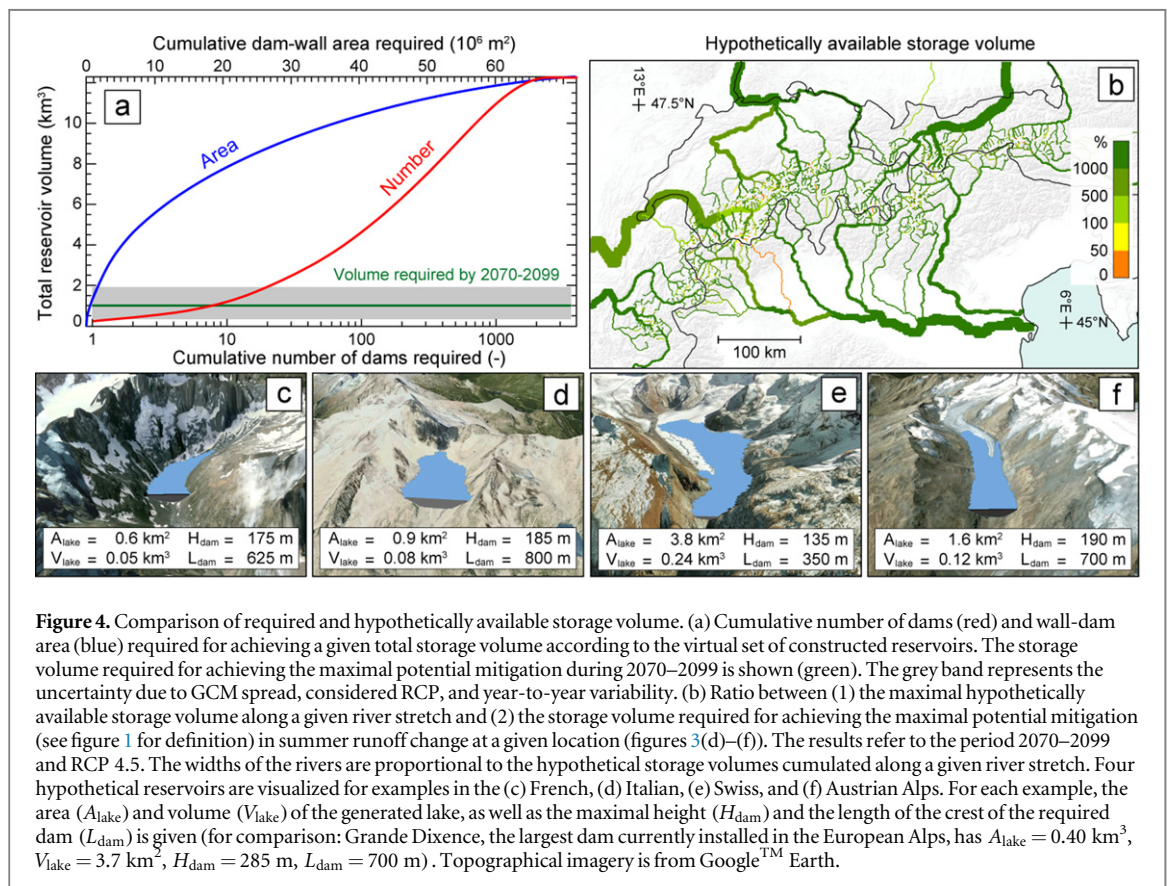 Cumulative dam-wall area required (10⁶ m²)
0 10 20 30 40 50 60
a
Total reservoir volume (km³)
10
8
6
4
2
0
Area
Number
Volume required by 2070-2099
1 10 100 1000
Cumulative number of dams required (-)
Hypothetically available storage volume
b
13°E
47.5°N
%
1000
500
100
50
0
6°E
45°N
100 km
c
A_lake = 0.6 km² H_dam = 175 m
V_lake = 0.05 km³ L_dam = 625 m
d
A_lake = 0.9 km² H_dam = 185 m
V_lake = 0.08 km³ L_dam = 800 m
e
A_lake = 3.8 km² H_dam = 135 m
V_lake = 0.24 km³ L_dam = 350 m
f
A_lake = 1.6 km² H_dam = 190 m
V_lake = 0.12 km³ L_dam = 700 m
Figure 4. Comparison of required and hypothetically available storage volume. (a) Cumulative number of dams (red) and wall-dam
area (blue) required for achieving a given total storage volume according to the virtual set of constructed reservoirs. The storage
volume required for achieving the maximal potential mitigation during 2070–2099 is shown (green). The grey band represents the
uncertainty due to GCM spread, considered RCP, and year-to-year variability. (b) Ratio between (1) the maximal hypothetically
available storage volume along a given river stretch and (2) the storage volume required for achieving the maximal potential mitigation
(see figure 1 for definition) in summer runoff change at a given location (figures 3(d)–(f)). The results refer to the period 2070–2099
and RCP 4.5. The widths of the rivers are proportional to the hypothetical storage volumes cumulated along a given river stretch. Four
hypothetical reservoirs are visualized for examples in the (c) French, (d) Italian, (e) Swiss, and (f) Austrian Alps. For each example, the
area (A_lake) and volume (V_lake) of the generated lake, as well as the maximal height (H_dam) and the length of the crest of the required
dam (L_dam) is given (for comparison: Grande Dixence, the largest dam currently installed in the European Alps, has A_lake = 0.40 km³,
V_lake = 3.7 km², H_dam = 285 m, L_dam = 700 m). Topographical imagery is from Google™ Earth.